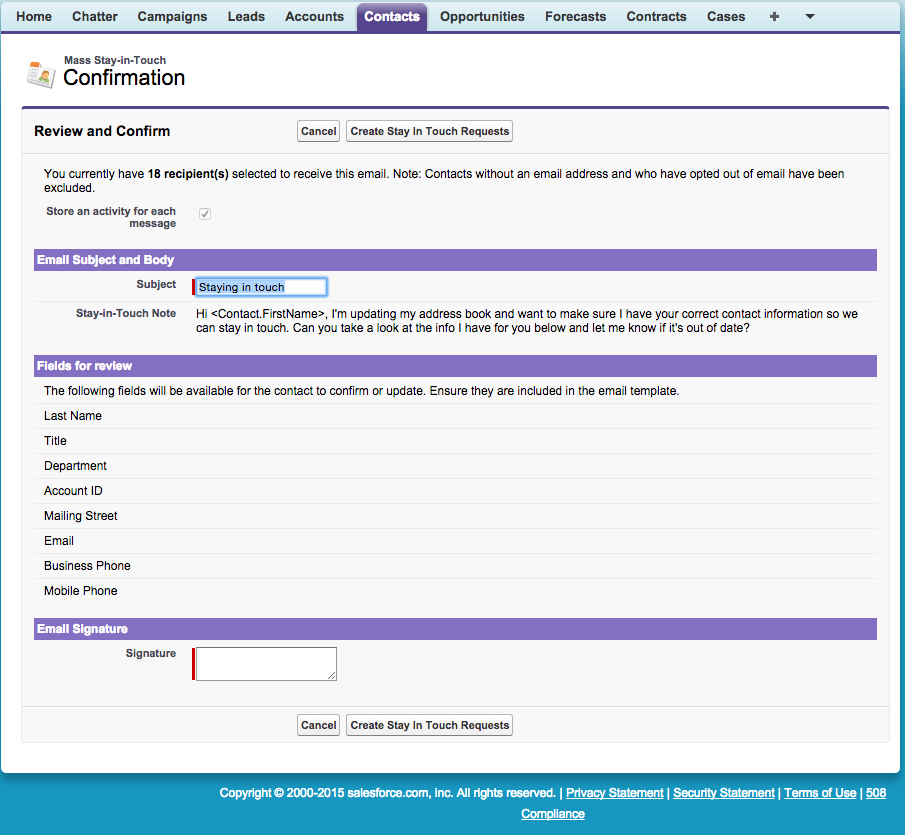 Home Chatter Campaigns Leads Accounts Contacts Opportunities Forecasts Contracts Cases +
Mass Stay-in-Touch
Confirmation
Review and Confirm Cancel Create Stay In Touch Requests
You currently have 18 recipient(s) selected to receive this email. Note: Contacts without an email address and who have opted out of email have been
excluded.
Store an activity for each
message
Email Subject and Body
Subject Staying in touch
Stay-in-Touch Note Hi <Contact.FirstName>, I'm updating my address book and want to make sure I have your correct contact information so we
can stay in touch. Can you take a look at the info I have for you below and let me know if it's out of date?
Fields for review
The following fields will be available for the contact to confirm or update. Ensure they are included in the email template.
Last Name
Title
Department
Account ID
Mailing Street
Email
Business Phone
Mobile Phone
Email Signature
Signature
Cancel Create Stay In Touch Requests
Copyright © 2000-2015 salesforce.com, inc. All rights reserved. | Privacy Statement | Security Statement | Terms of Use | 508
Compliance